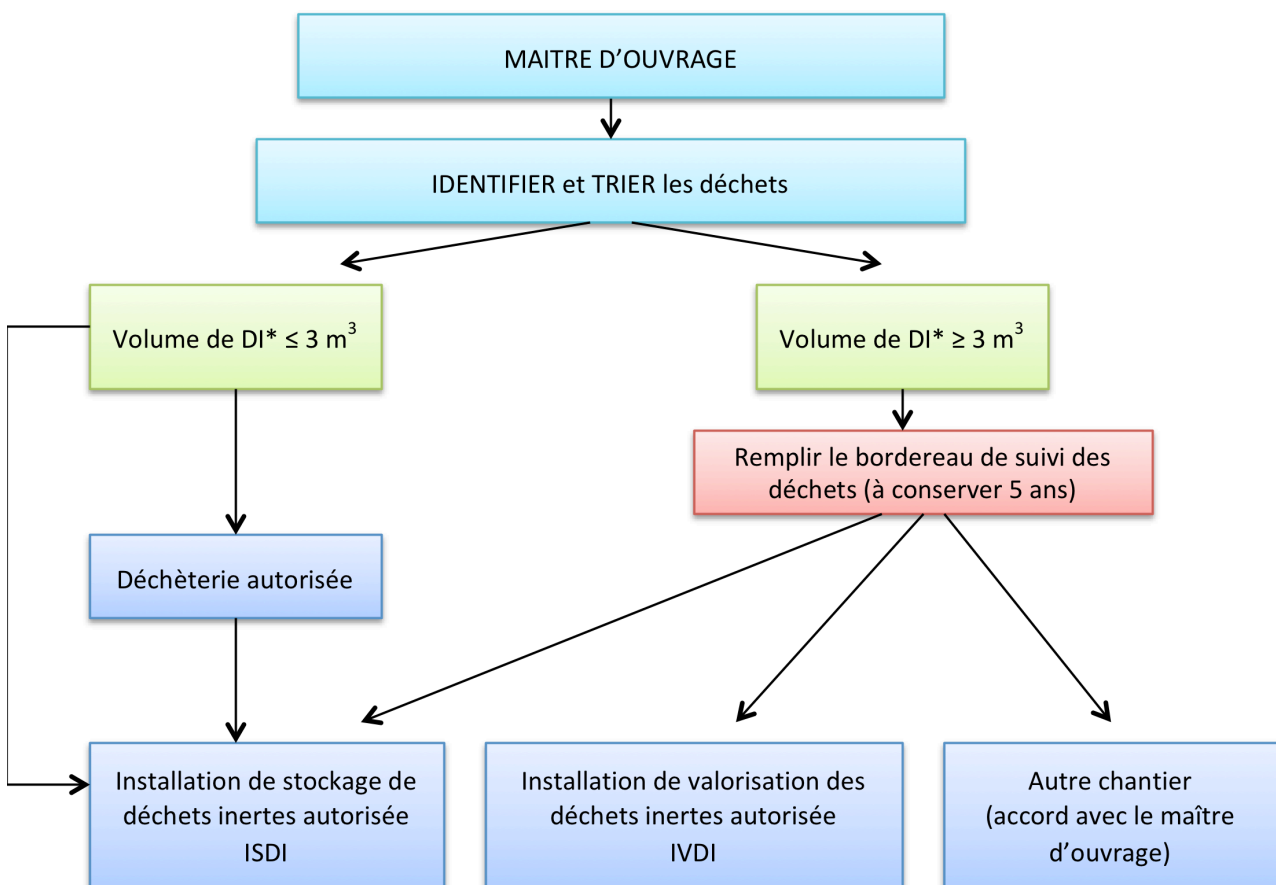 MAITRE D’OUVRAGE
IDENTIFIER et TRIER les déchets
Volume de DI* ≤ 3 m³
Volume de DI* ≥ 3 m³
Remplir le bordereau de suivi des
déchets (à conserver 5 ans)
Déchèterie autorisée
Installation de stockage de
déchets inertes autorisée
ISDI
Installation de valorisation des
déchets inertes autorisée
IVDI
Autre chantier
(accord avec le maître
d’ouvrage)